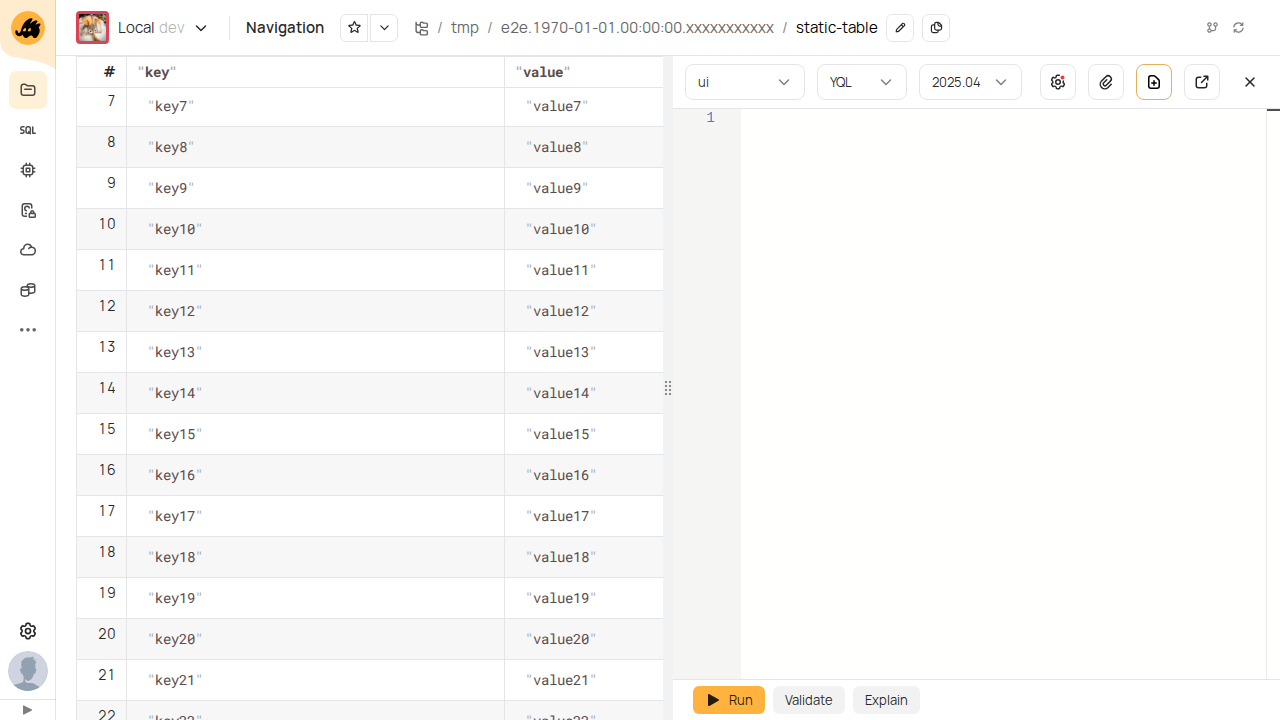 Local dev Navigation / tmp / e2e.1970-01-01.00:00:00.xxxxxxxxxxx / static-table
SQL
# "key" "value"
7 "key7" "value7"
8 "key8" "value8"
9 "key9" "value9"
10 "key10" "value10"
11 "key11" "value11"
12 "key12" "value12"
13 "key13" "value13"
14 "key14" "value14"
15 "key15" "value15"
16 "key16" "value16"
17 "key17" "value17"
18 "key18" "value18"
19 "key19" "value19"
20 "key20" "value20"
21 "key21" "value21"
22 "key22" "value22"
ui YQL 2025.04
1
Run Validate Explain